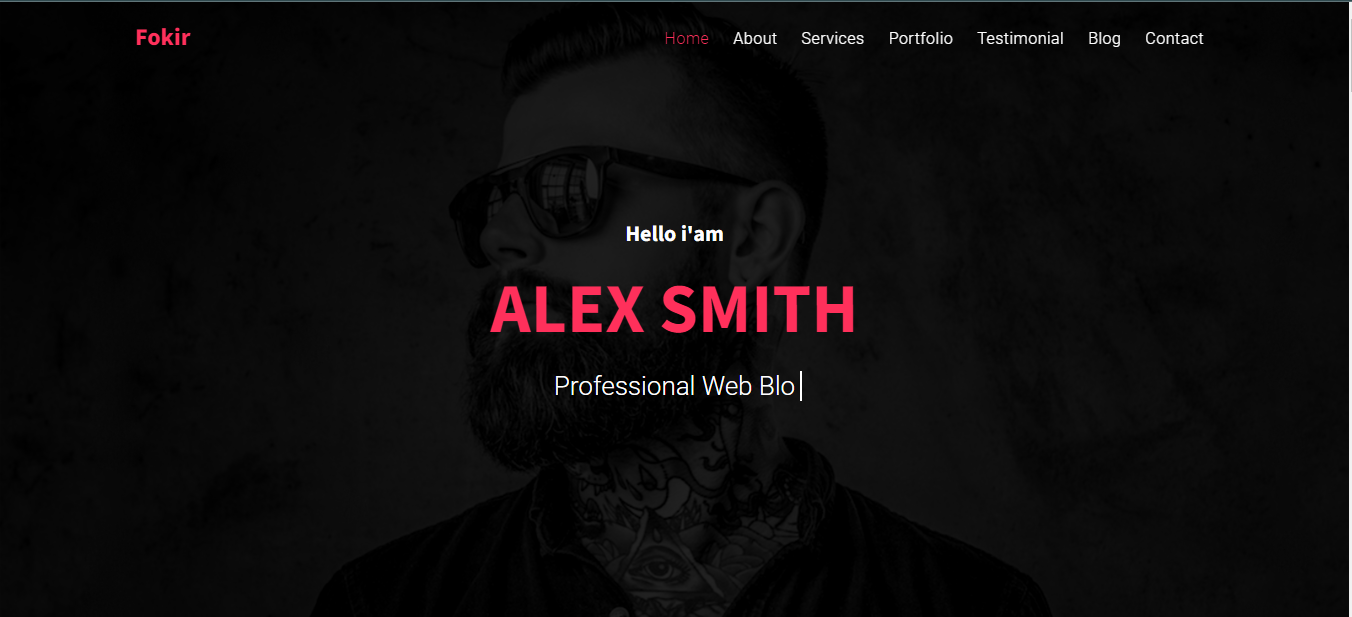 Fokir
Home About Services Portfolio Testimonial Blog Contact
Hello i'am
ALEX SMITH
Professional Web Blo